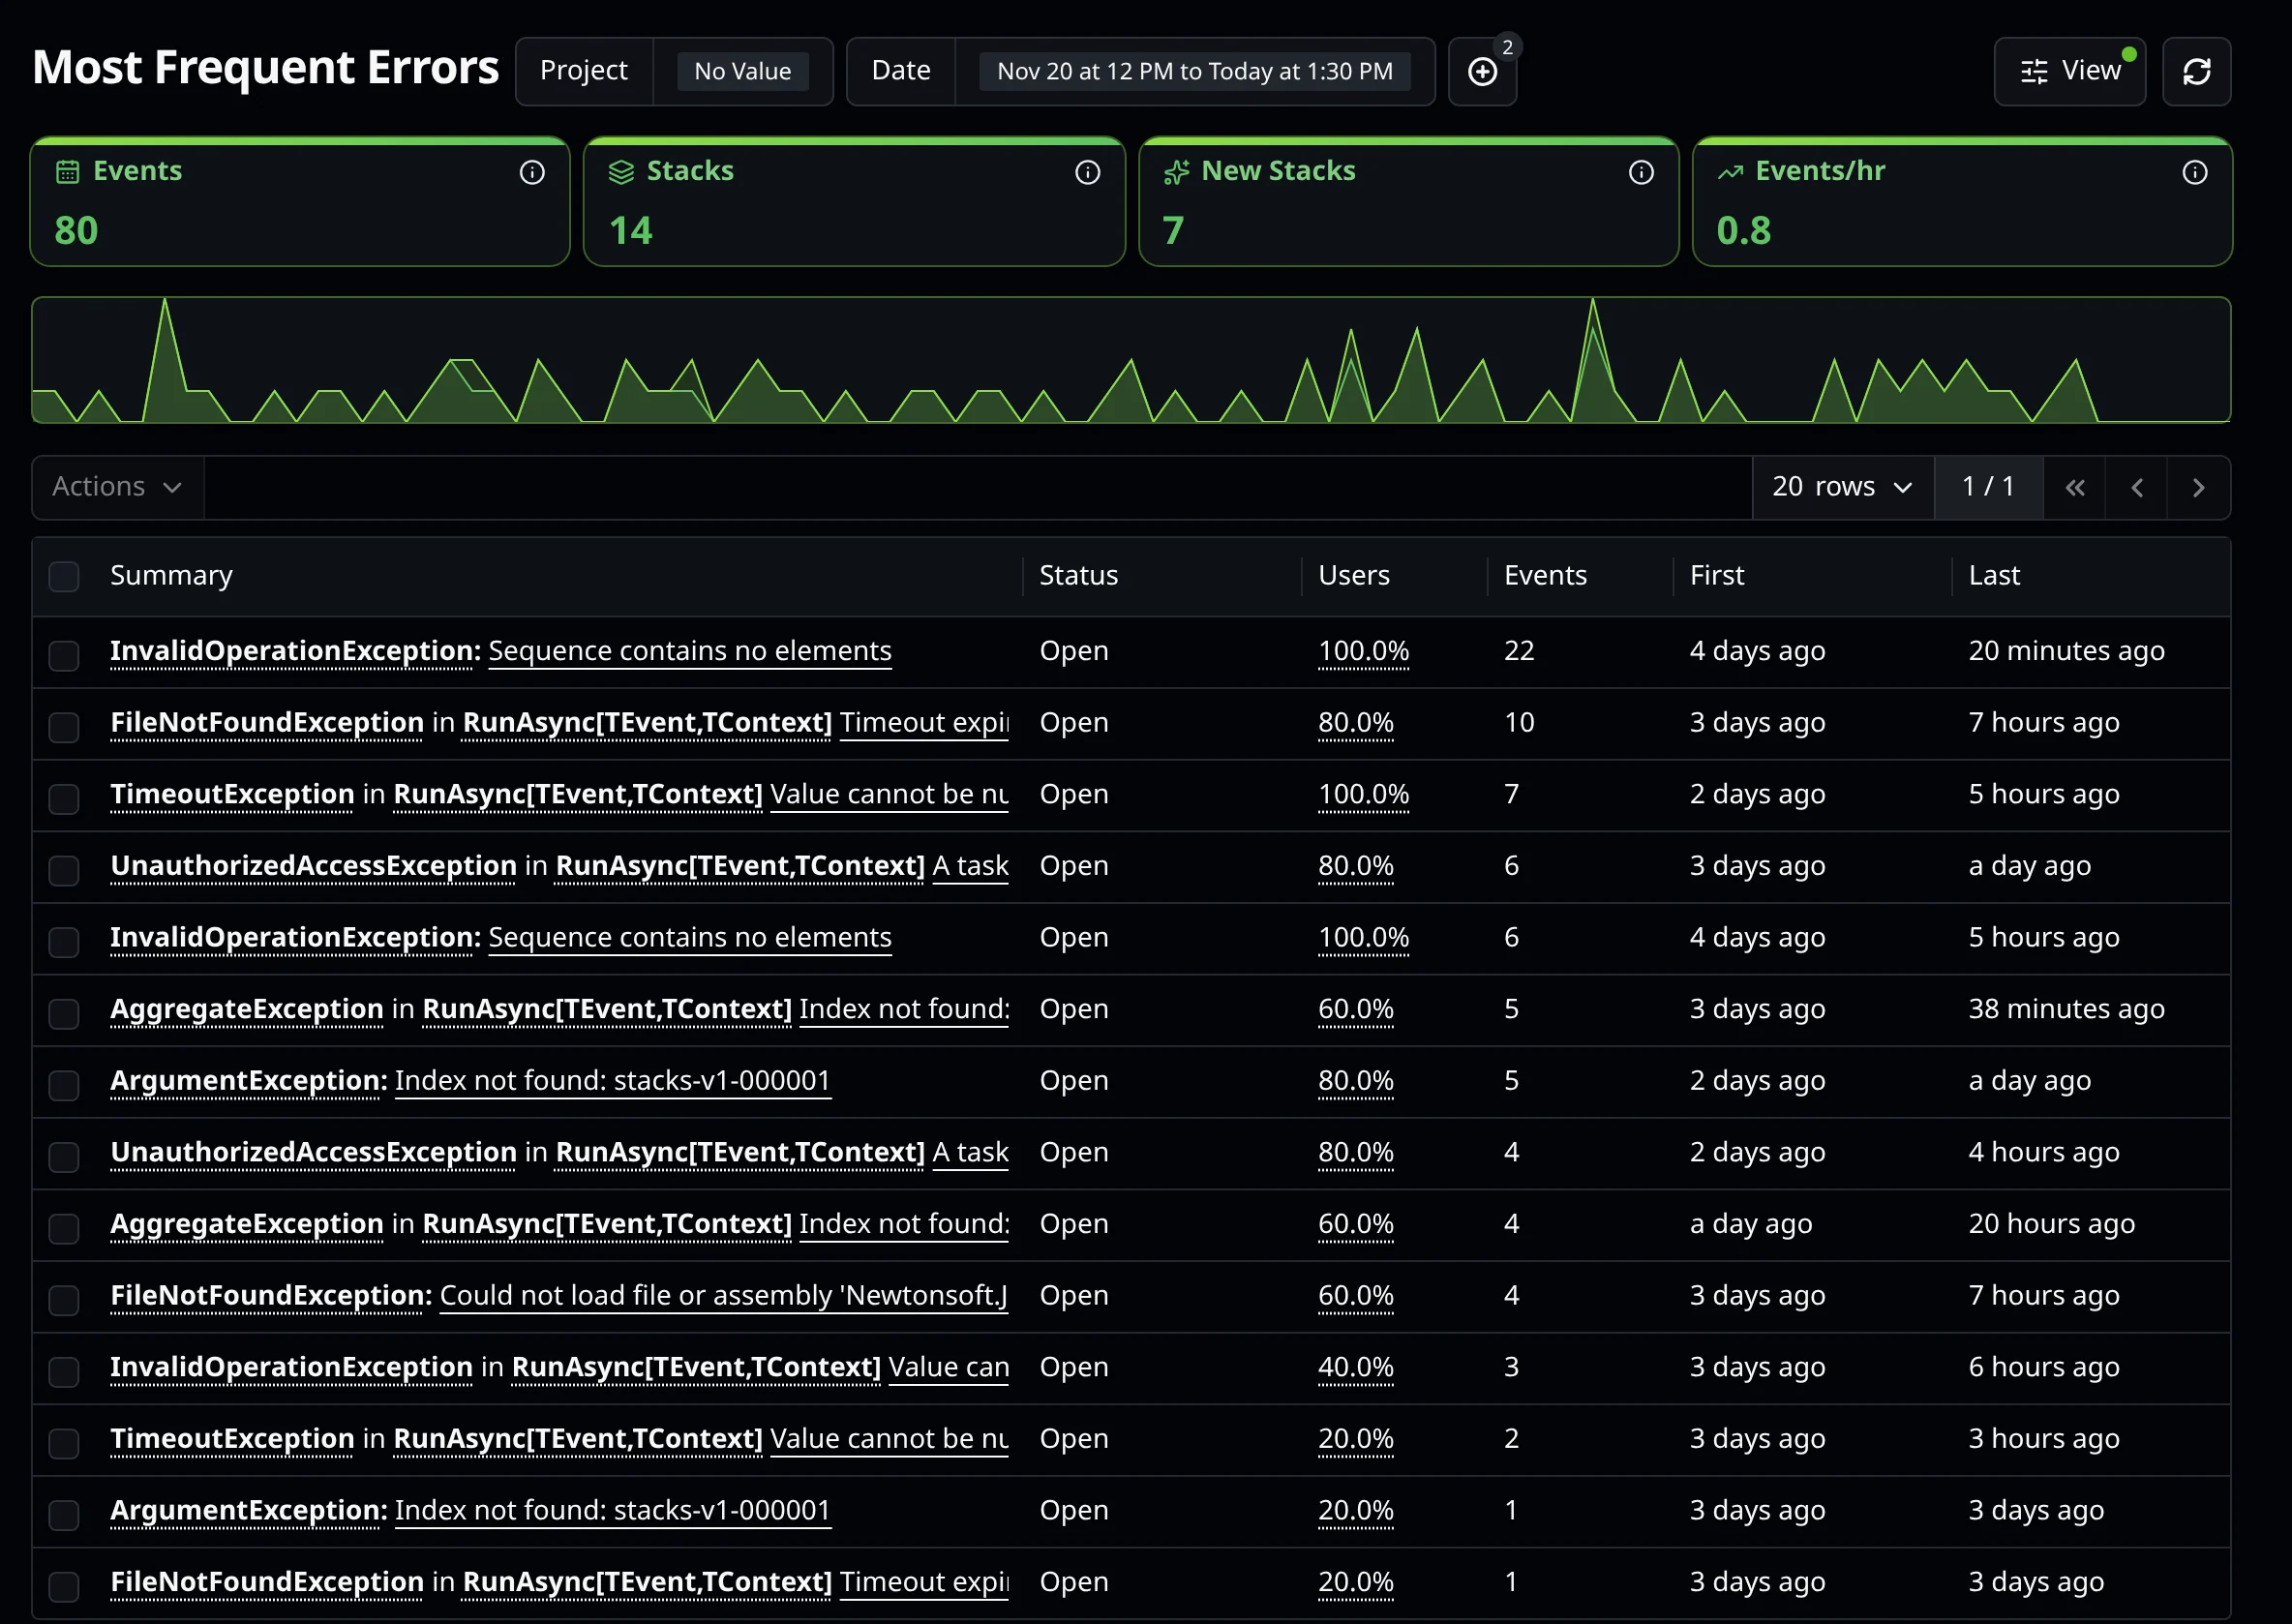 Most Frequent Errors Project No Value Date Nov 20 at 12 PM to Today at 1:30 PM 2 View
Events Stacks New Stacks Events/hr
80 14 7 0.8
Actions 20 rows 1 / 1
Summary Status Users Events First Last
InvalidOperationException: Sequence contains no elements Open 100.0% 22 4 days ago 20 minutes ago
FileNotFoundException in RunAsync[TEvent,TContext] Timeout expi Open 80.0% 10 3 days ago 7 hours ago
TimeoutException in RunAsync[TEvent,TContext] Value cannot be nu Open 100.0% 7 2 days ago 5 hours ago
UnauthorizedAccessException in RunAsync[TEvent,TContext] A task Open 80.0% 6 3 days ago a day ago
InvalidOperationException: Sequence contains no elements Open 100.0% 6 4 days ago 5 hours ago
AggregateException in RunAsync[TEvent,TContext] Index not found: Open 60.0% 5 3 days ago 38 minutes ago
ArgumentException: Index not found: stacks-v1-000001 Open 80.0% 5 2 days ago a day ago
UnauthorizedAccessException in RunAsync[TEvent,TContext] A task Open 80.0% 4 2 days ago 4 hours ago
AggregateException in RunAsync[TEvent,TContext] Index not found: Open 60.0% 4 a day ago 20 hours ago
FileNotFoundException: Could not load file or assembly 'Newtonsoft.J Open 60.0% 4 3 days ago 7 hours ago
InvalidOperationException in RunAsync[TEvent,TContext] Value can Open 40.0% 3 3 days ago 6 hours ago
TimeoutException in RunAsync[TEvent,TContext] Value cannot be nu Open 20.0% 2 3 days ago 3 hours ago
ArgumentException: Index not found: stacks-v1-000001 Open 20.0% 1 3 days ago 3 days ago
FileNotFoundException in RunAsync[TEvent,TContext] Timeout expi Open 20.0% 1 3 days ago 3 days ago